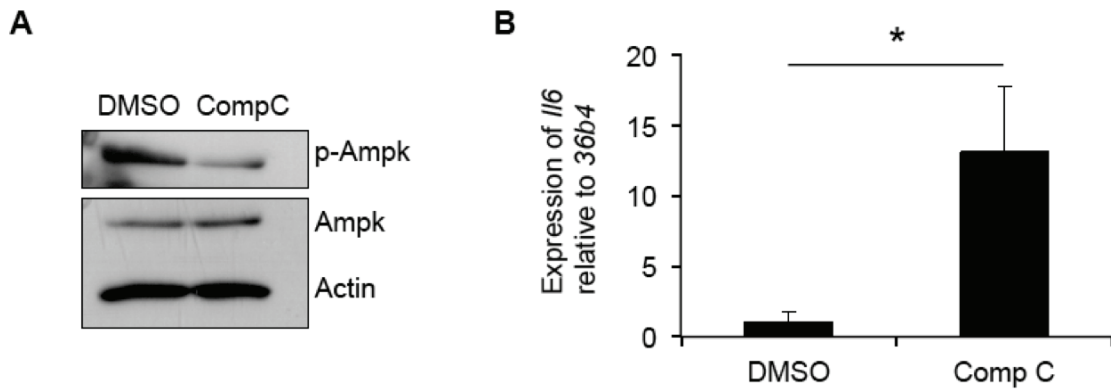 A
DMSO CompC
p-Ampk
Ampk
Actin
B
*
Expression of Il6
relative to 36b4
20
15
10
5
0
DMSO Comp C